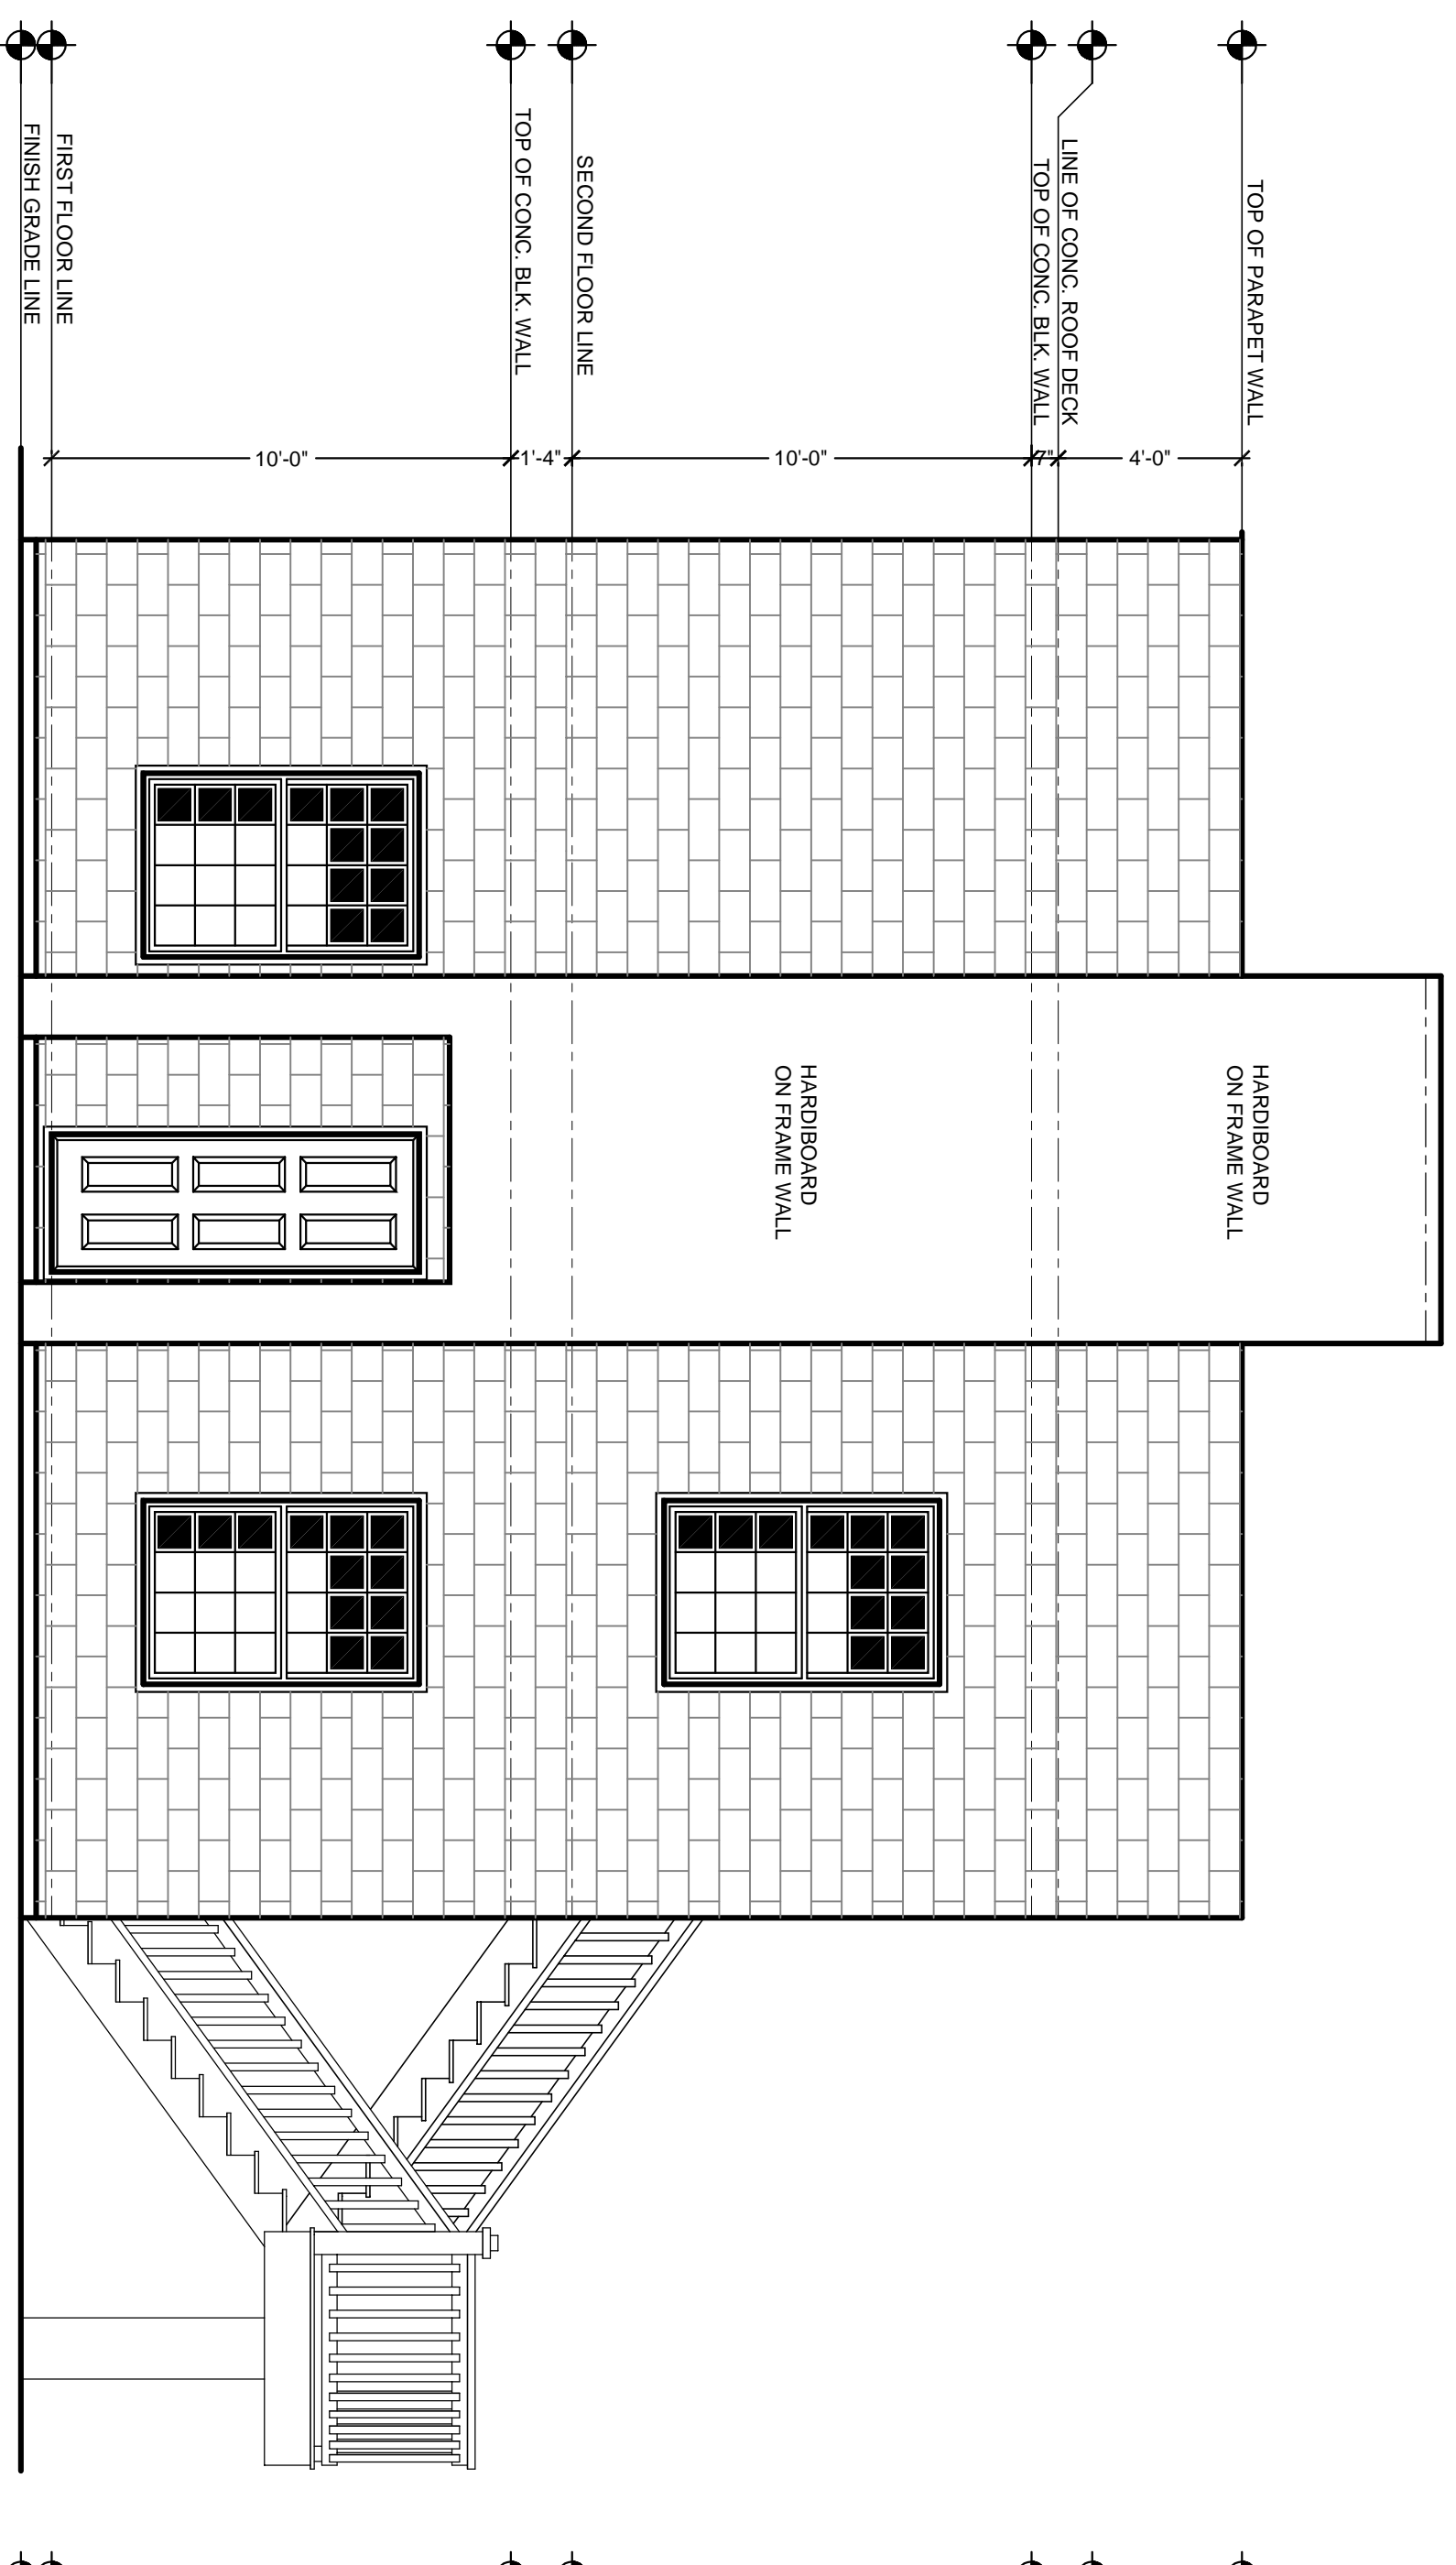 TOP OF PARAPET WALL
LINE OF CONC. ROOF DECK
TOP OF CONC. BLK. WALL
SECOND FLOOR LINE
TOP OF CONC. BLK. WALL
FIRST FLOOR LINE
FINISH GRADE LINE
4'-0"
7"
10'-0"
1'-4"
10'-0"
HARDIBOARD
ON FRAME WALL
HARDIBOARD
ON FRAME WALL